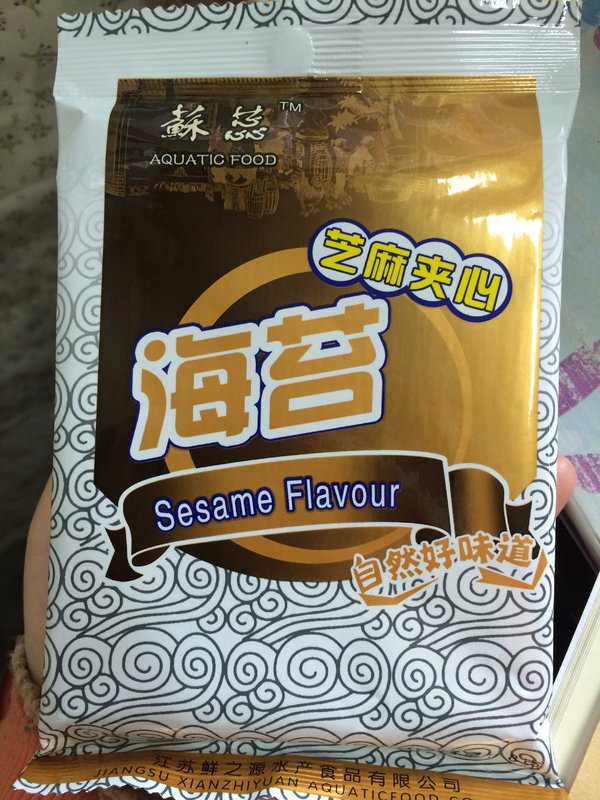 蘇蕊™
AQUATIC FOOD
芝麻夹心
海苔
Sesame Flavour
自然好味道
江苏鲜之源水产食品有限公司
JIANGSU XIANZHIYUAN AQUATICFOOD